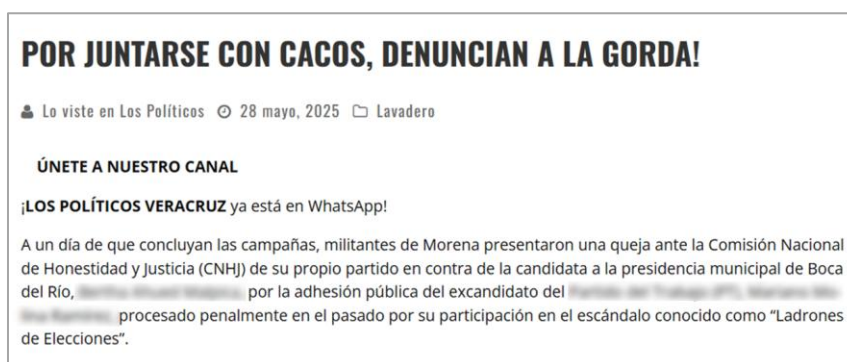 POR JUNTARSE CON CACOS, DENUNCIAN A LA GORDA!
Lo viste en Los Políticos 28 mayo, 2025 Lavadero
ÚNETE A NUESTRO CANAL
¡LOS POLÍTICOS VERACRUZ ya está en WhatsApp!
A un día de que concluyan las campañas, militantes de Morena presentaron una queja ante la Comisión Nacional
de Honestidad y Justicia (CNHJ) de su propio partido en contra de la candidata a la presidencia municipal de Boca
del Río, por la adhesión pública del excandidato del
procesado penalmente en el pasado por su participación en el escándalo conocido como “Ladrones
de Elecciones”.